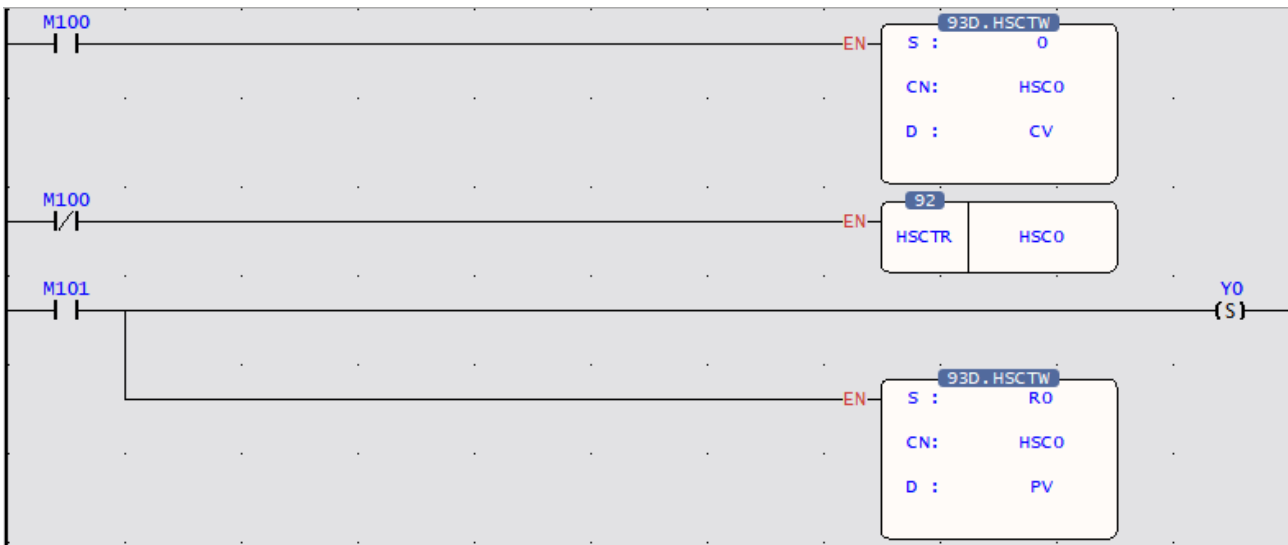 M100
93D.HSCTW
EN
S : 0
CN: HSC0
D : CV
M100
92
EN
HSCTR HSC0
M101
Y0
(S)
93D.HSCTW
EN
S : R0
CN: HSC0
D : PV